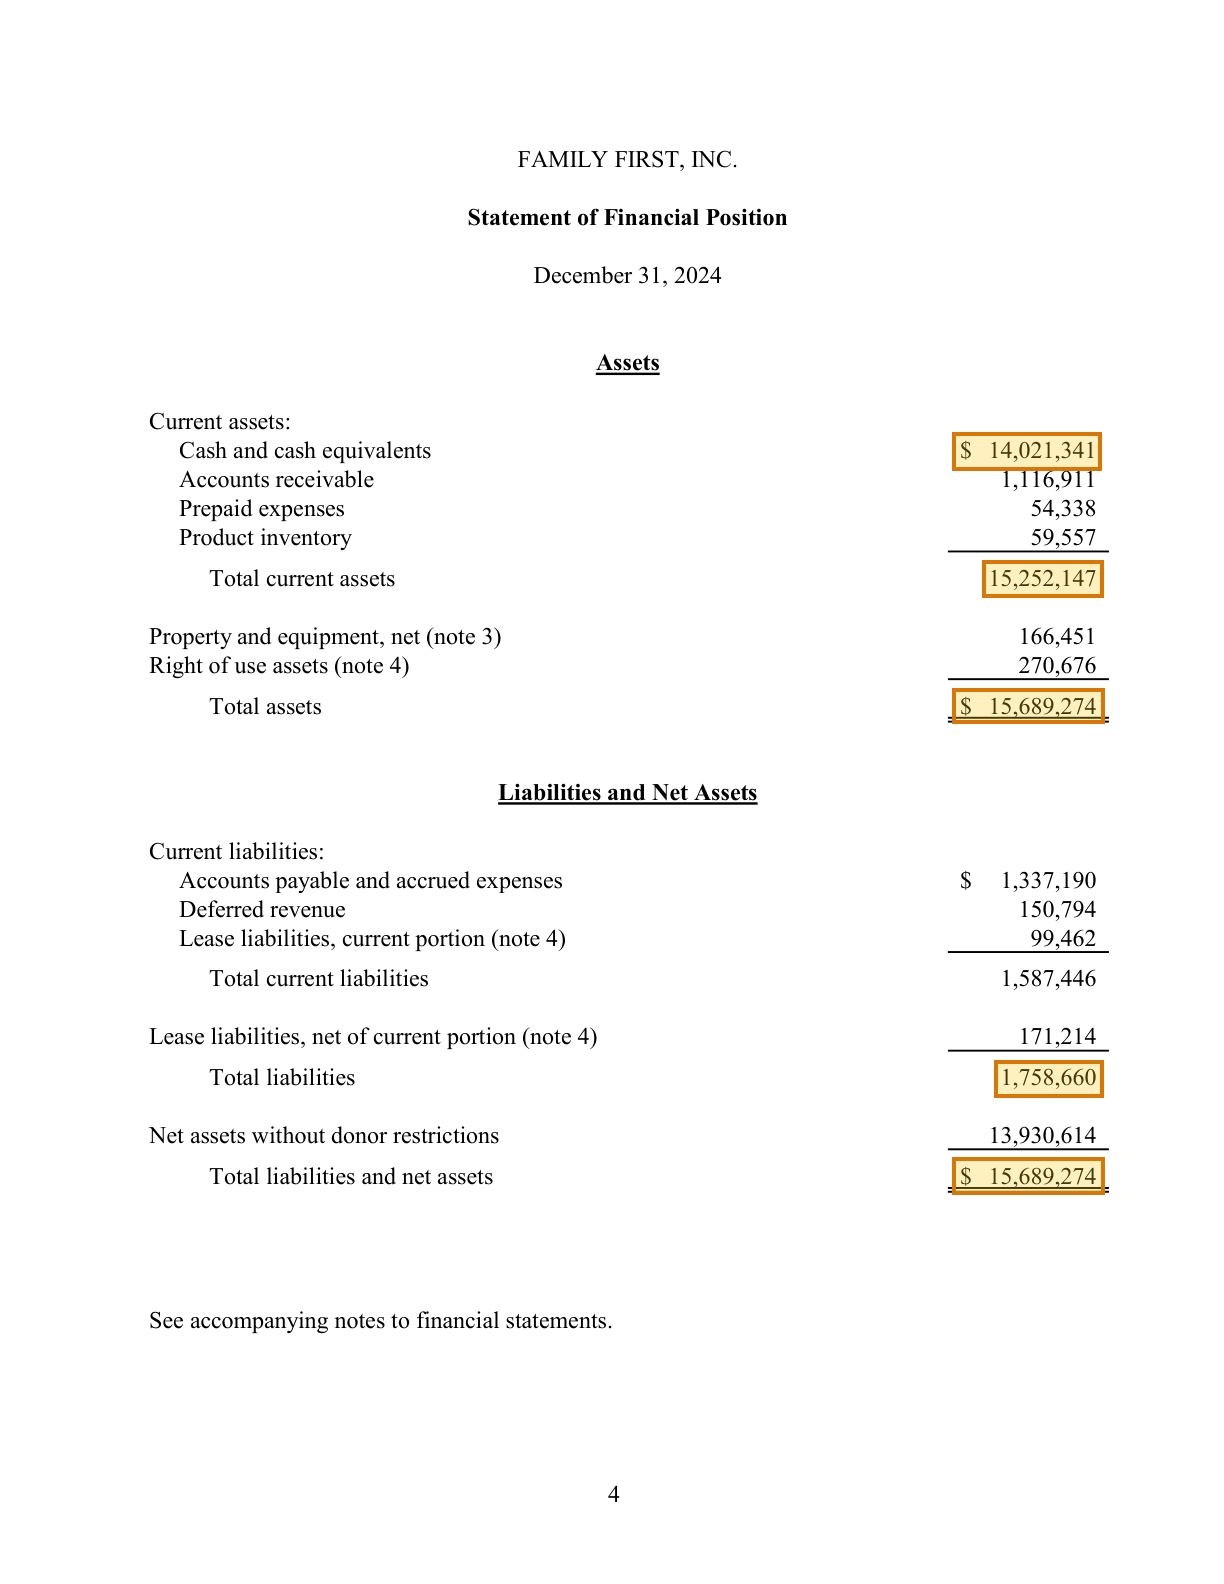 FAMILY FIRST, INC.
Statement of Financial Position
December 31, 2024
Assets
Current assets:
Cash and cash equivalents $ 14,021,341
Accounts receivable 1,116,911
Prepaid expenses 54,338
Product inventory 59,557
Total current assets 15,252,147
Property and equipment, net (note 3) 166,451
Right of use assets (note 4) 270,676
Total assets $ 15,689,274
Liabilities and Net Assets
Current liabilities:
Accounts payable and accrued expenses $ 1,337,190
Deferred revenue 150,794
Lease liabilities, current portion (note 4) 99,462
Total current liabilities 1,587,446
Lease liabilities, net of current portion (note 4) 171,214
Total liabilities 1,758,660
Net assets without donor restrictions 13,930,614
Total liabilities and net assets $ 15,689,274
See accompanying notes to financial statements.
4